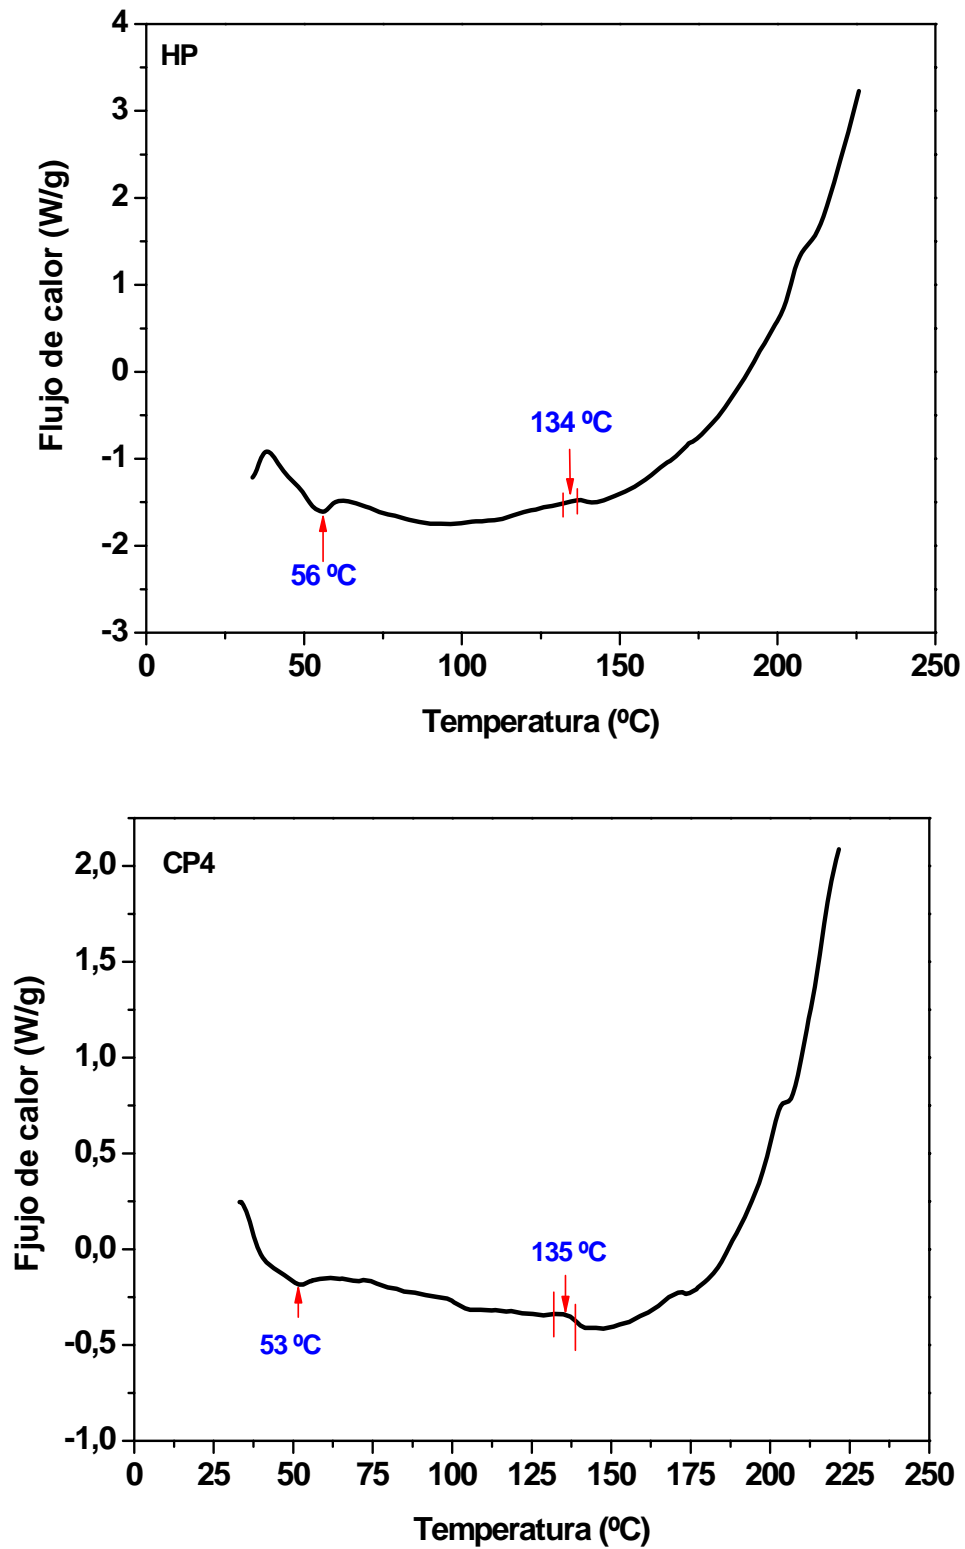 HP
4
3
2
1
0
-1
-2
-3
Flujo de calor (W/g)
134 ºC
56 ºC
0 50 100 150 200 250
Temperatura (ºC)
CP4
2,0
1,5
1,0
0,5
0,0
-0,5
-1,0
Fjujo de calor (W/g)
135 ºC
53 ºC
0 25 50 75 100 125 150 175 200 225 250
Temperatura (ºC)